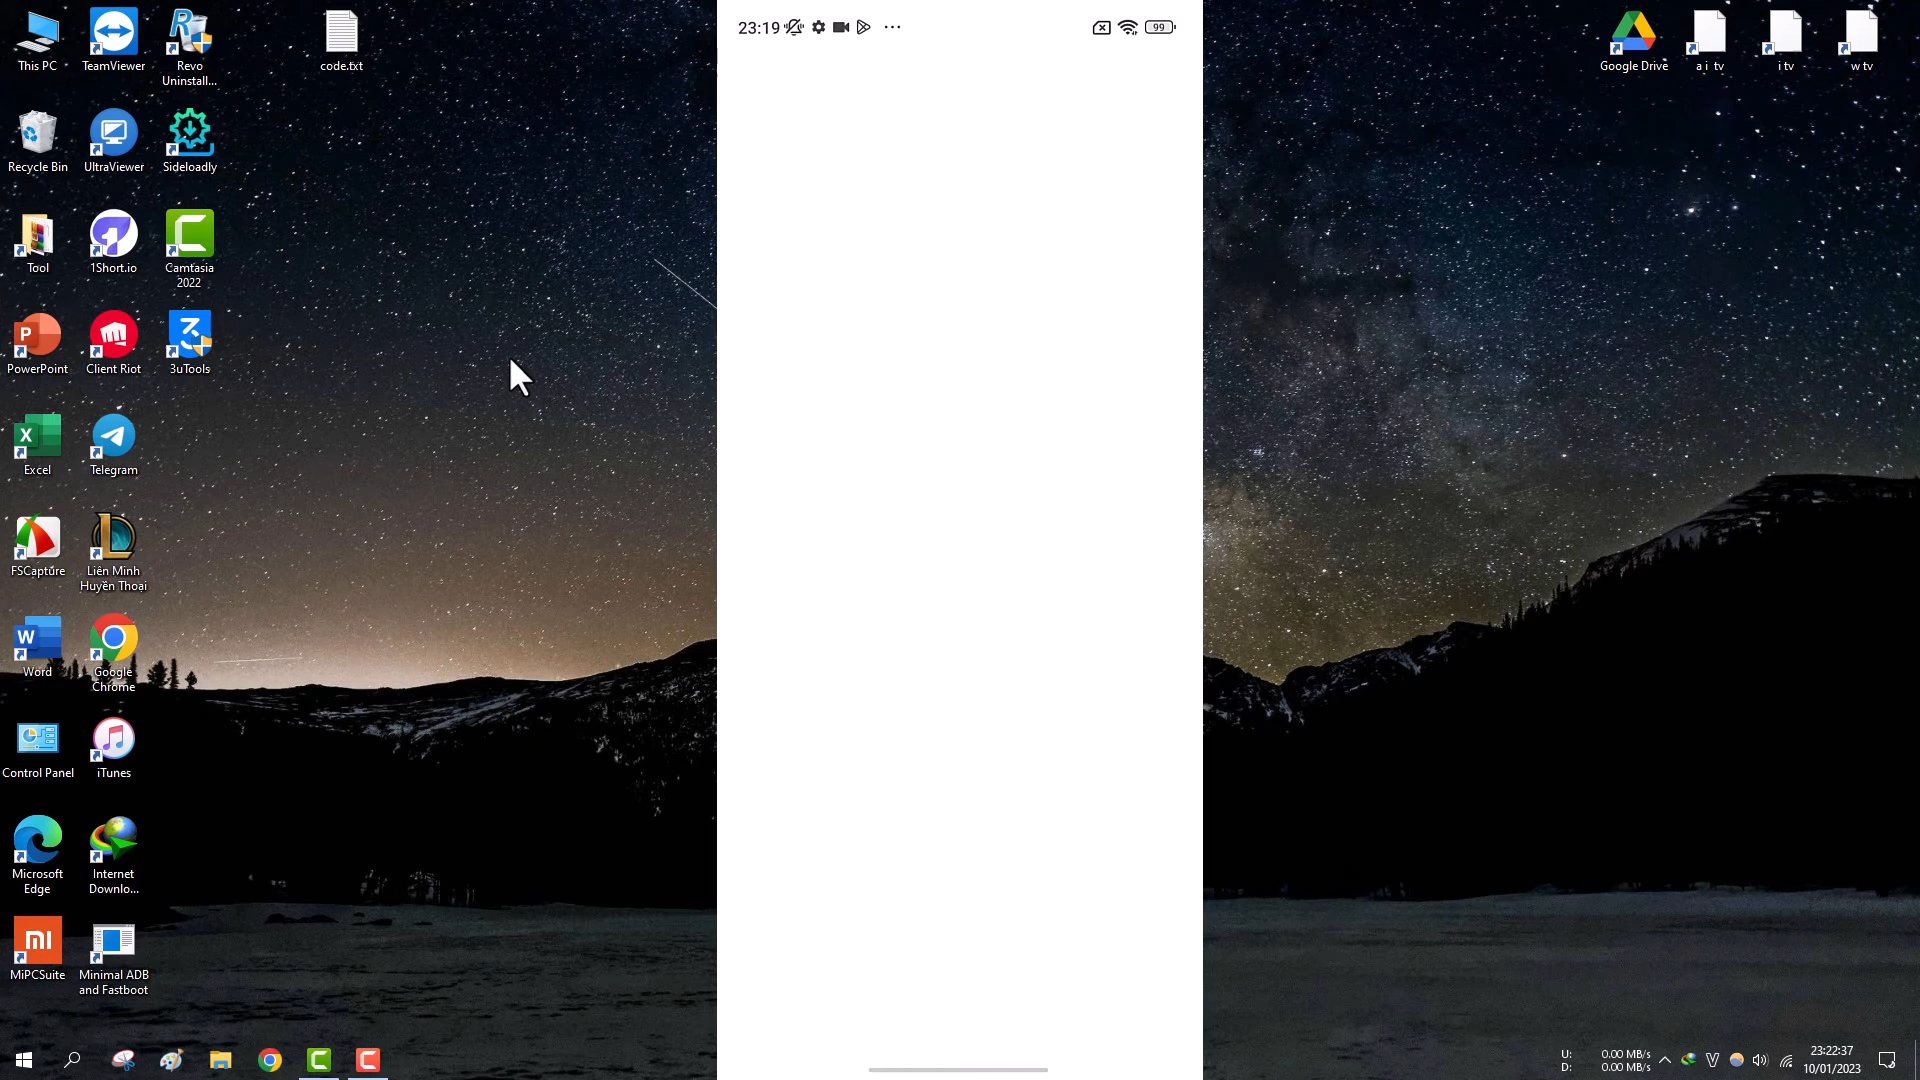 This PC
TeamViewer
Revo
Uninstall...
code.txt
Recycle Bin
UltraViewer
Sideloadly
Tool
1Short.io
Camtasia
2022
PowerPoint
Client Riot
3uTools
Excel
Telegram
FSCapture
Liên Minh
Huyền Thoại
Word
Google
Chrome
Control Panel
iTunes
Microsoft
Edge
Internet
Downlo...
MiPCSuite
Minimal ADB
and Fastboot
23:19
99
Google Drive
a i tv
i tv
w tv
U: 0.00 MB/s
D: 0.00 MB/s
23:22:37
10/01/2023